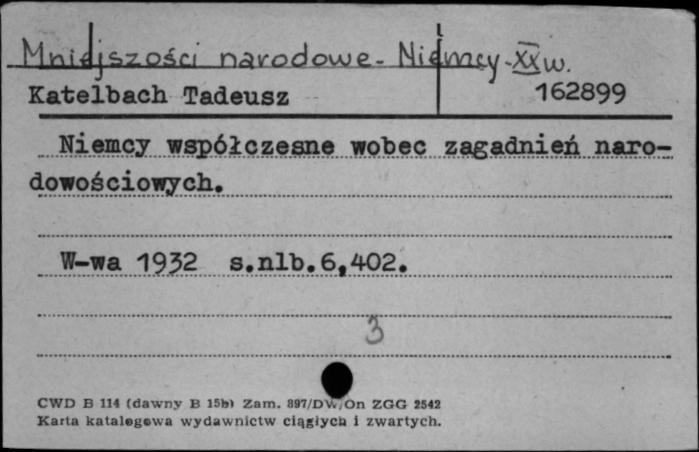 Mniejszości narodowe - Niemcy - XX w.
Katelbach Tadeusz 162899
Niemcy współczesne wobec zagadnień naro-
dowościowych.
W-wa 1932 s.nlb.6,402.
3
CWD B 114 (dawny B 15b) Zam. 897/DW/On ZGG 2542
Karta katalogowa wydawnictw ciągłych i zwartych.